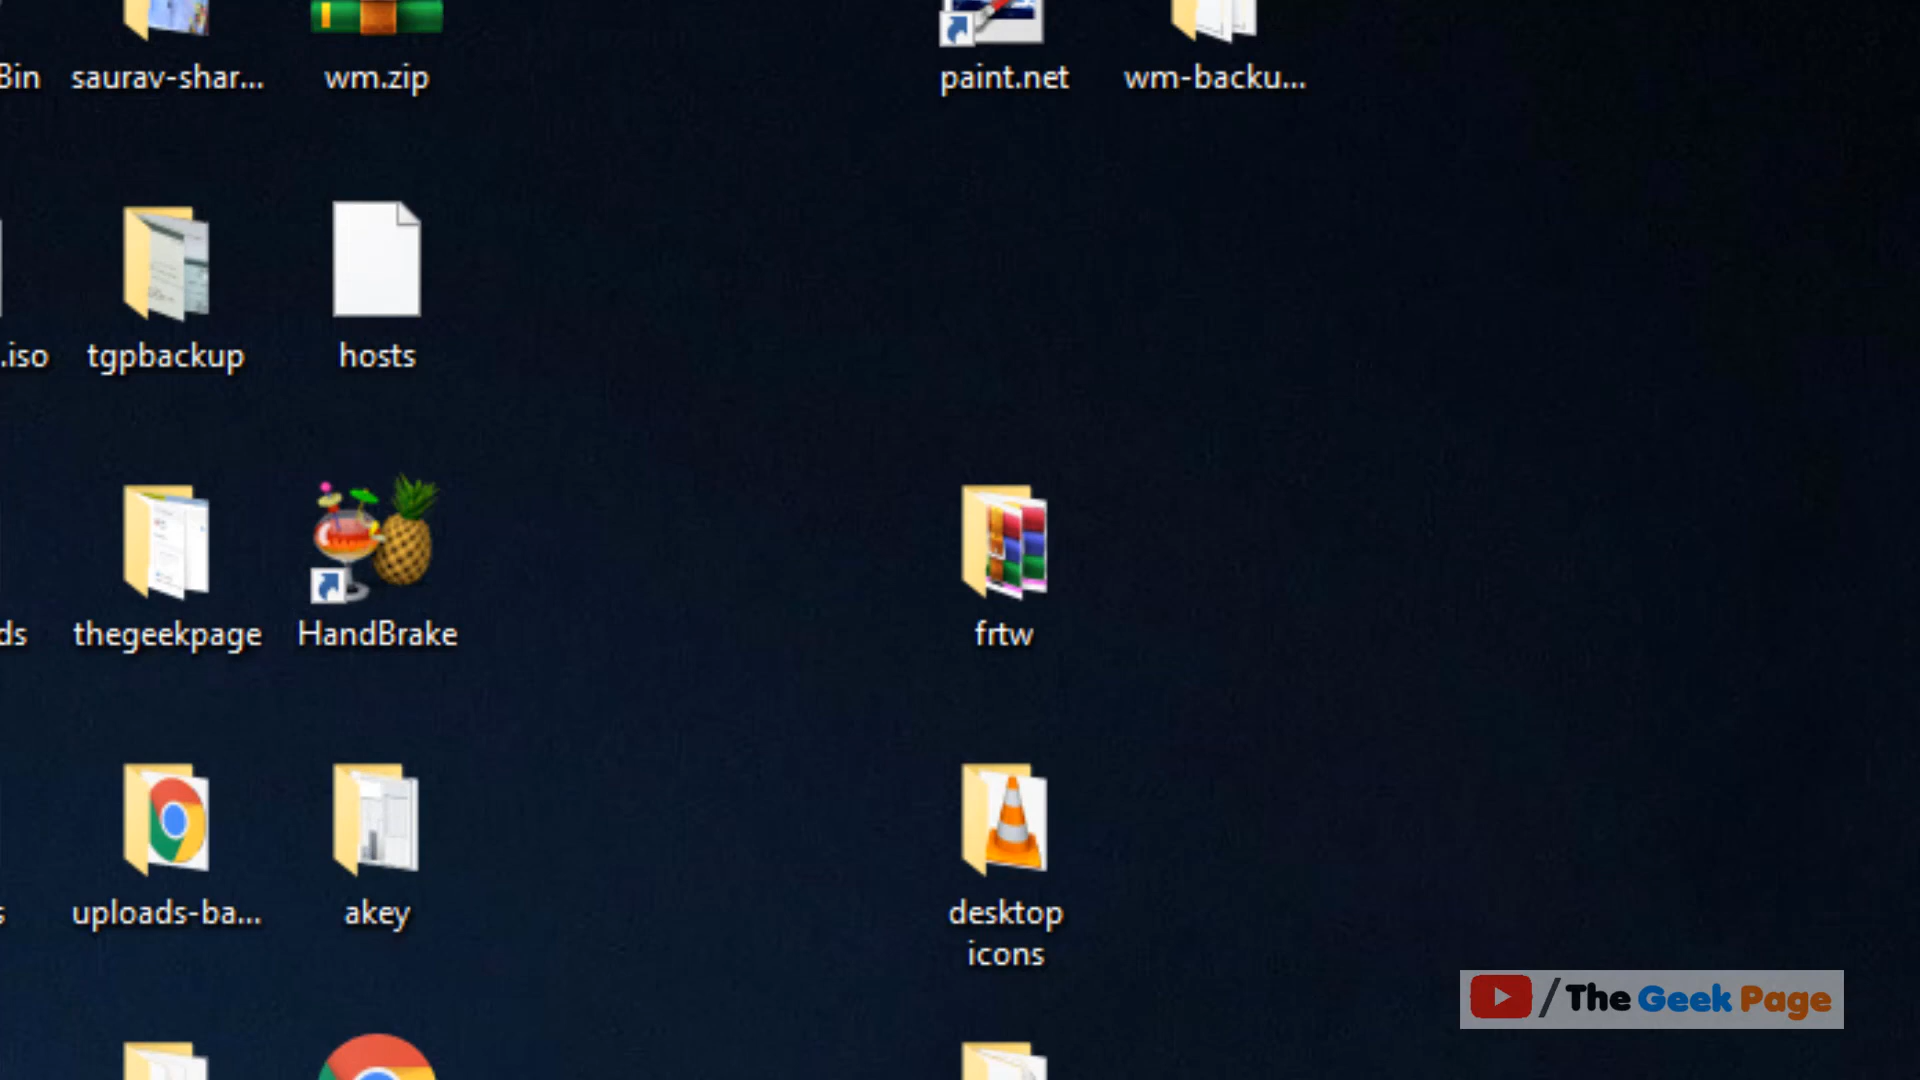 Bin
saurav-shar...
wm.zip
paint.net
wm-backu...
.iso
tgpbackup
hosts
ds
thegeekpage
HandBrake
frtw
s
uploads-ba...
akey
desktop
icons
/The Geek Page